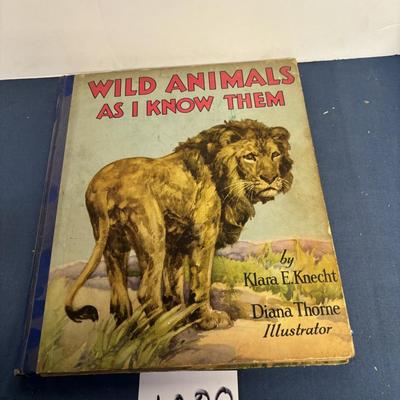 WILD ANIMALS
AS I KNOW THEM
by
Klara E. Knecht
Diana Thorne
Illustrator